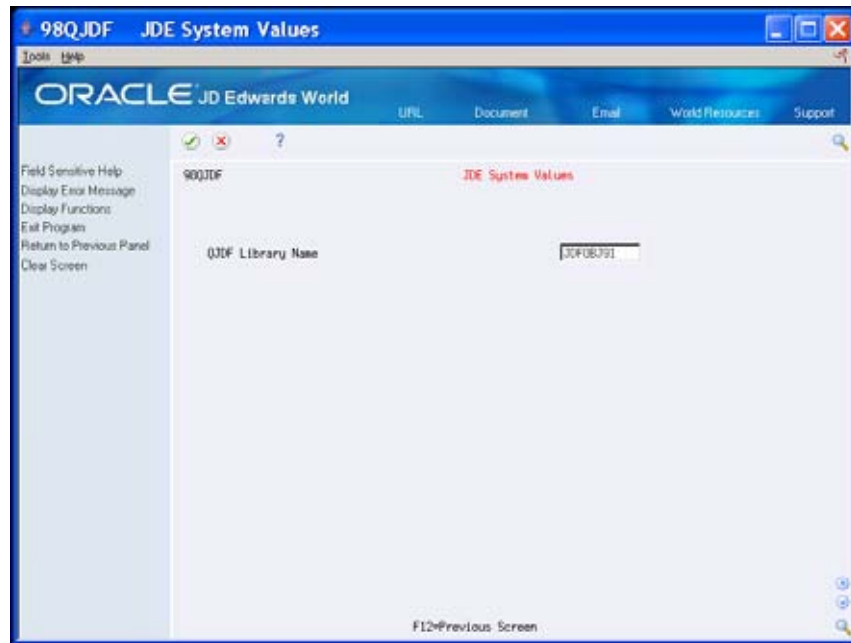 98QJDF JDE System Values
Tools Help
ORACLE JD Edwards World
URL Document Email World Resources Support
?
Field Sensitive Help
Display Error Message
Display Functions
Exit Program
Return to Previous Panel
Clear Screen
98QJDF JDE System Values
QJDF Library Name JDFOBJ91
F12=Previous Screen